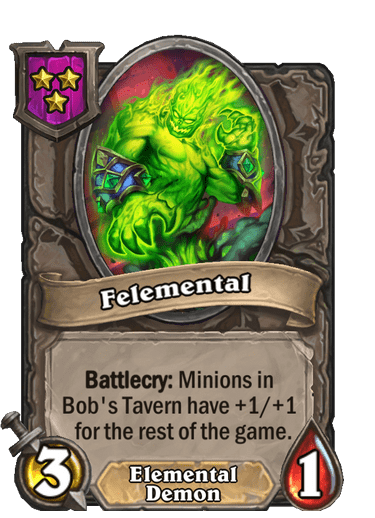 Felemental
Battlecry: Minions in
Bob's Tavern have +1/+1
for the rest of the game.
3
Elemental
Demon
1